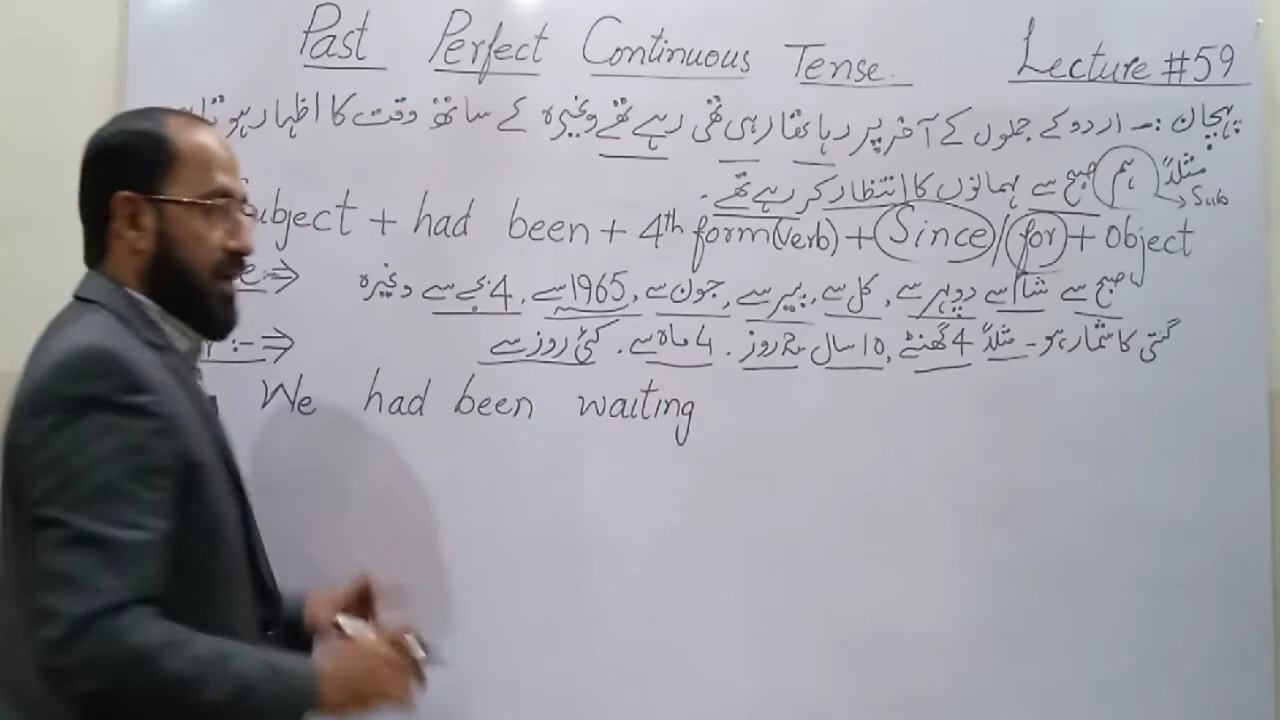 Past Perfect Continuous Tense. Lecture #59
پہچان :۔ اردو کے جملوں کے آخر پر رہا تھا، رہی تھی، رہے تھے وغیرہ کے ساتھ وقت کا اظہار ہو
مثلاً ہم صبح سے مہمانوں کا انتظار کر رہے تھے۔
Sub
ubject + had been + 4th form(verb) + Since/for + Object
e :⇒ صبح سے شام سے دوپہر سے, کل سے, پیر سے, جون سے, 1965 سے, 4 بجے سے وغیرہ
:-⇒ گنتی کا شمار ہو۔ مثلاً 4 گھنٹے, 10 سال روز. 4 ماہ سے. کئی روز سے
We had been waiting